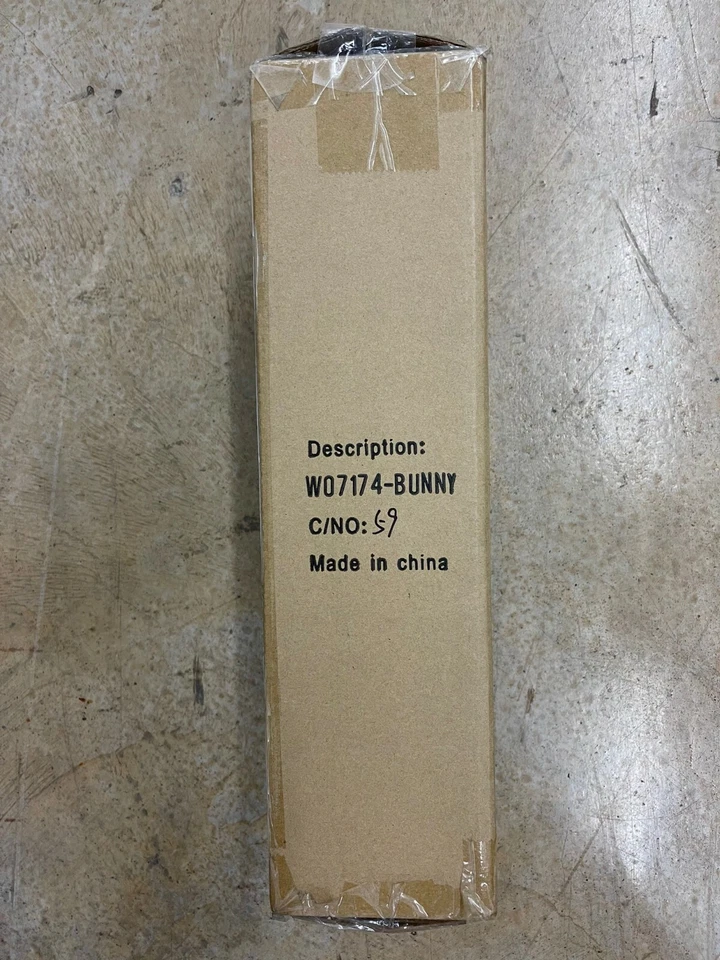 Description:
W07174-BUNNY
C/NO: 59
Made in china